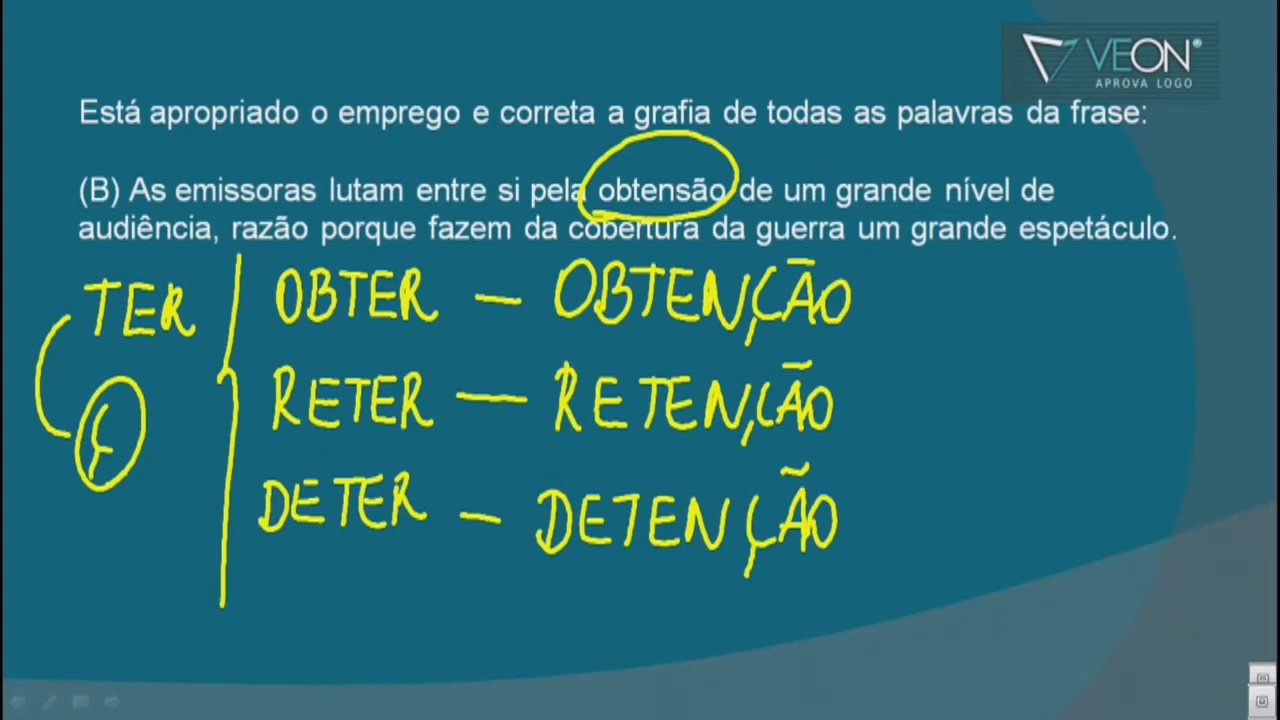 VEON®
APROVA LOGO
Está apropriado o emprego e correta a grafia de todas as palavras da frase:
(B) As emissoras lutam entre si pela obtensão de um grande nível de
audiência, razão porque fazem da cobertura da guerra um grande espetáculo.
TER OBTER — OBTENÇÃO
Ç RETER — RETENÇÃO
DETER — DETENÇÃO